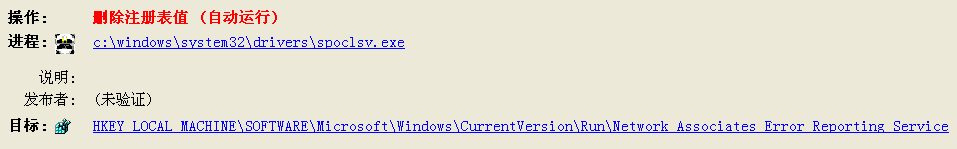 操作： 删除注册表值 （自动运行）
进程： c:\windows\system32\drivers\spoclsv.exe
说明：
发布者： （未验证）
目标： HKEY_LOCAL_MACHINE\SOFTWARE\Microsoft\Windows\CurrentVersion\Run\Network Associates Error Reporting Service